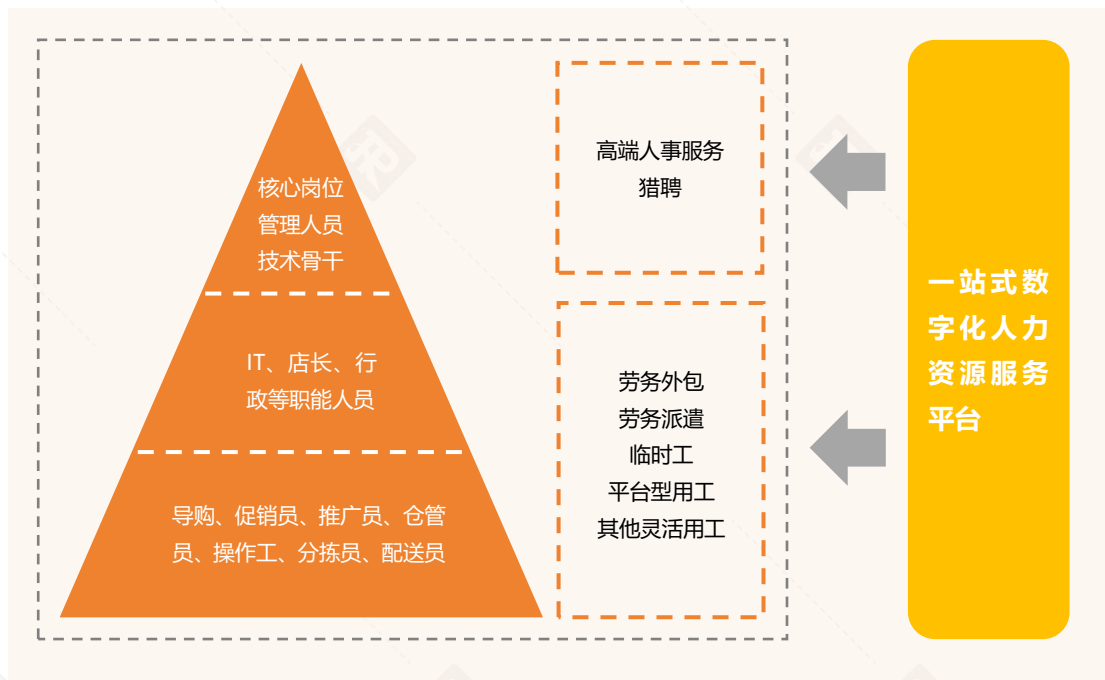 核心岗位
管理人员
技术骨干
IT、店长、行
政等职能人员
导购、促销员、推广员、仓管
员、操作工、分拣员、配送员
高端人事服务
猎聘
劳务外包
劳务派遣
临时工
平台型用工
其他灵活用工
一站式数
字化人力
资源服务
平台